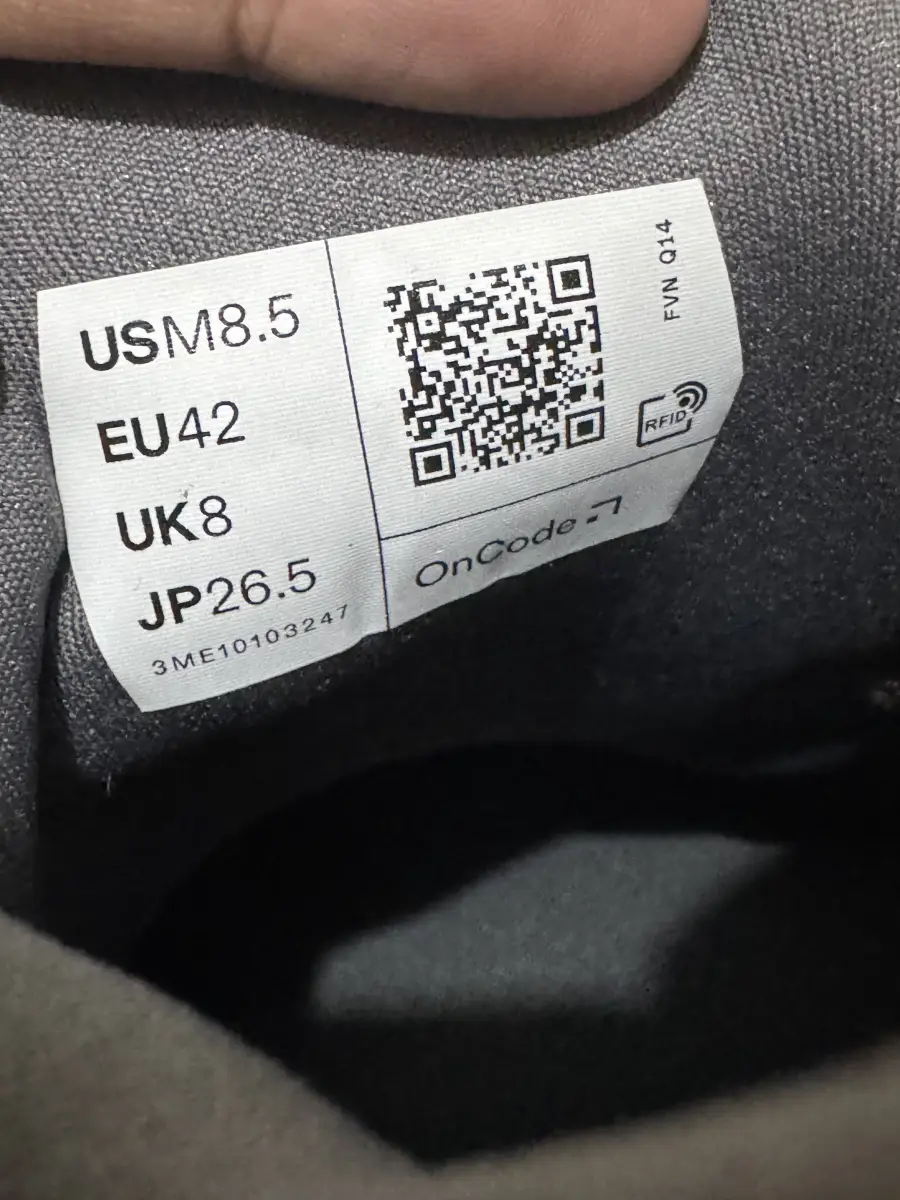 USM8.5
EU42
UK8
JP26.5
3ME10103247
FVN Q14
RFID
OnCode